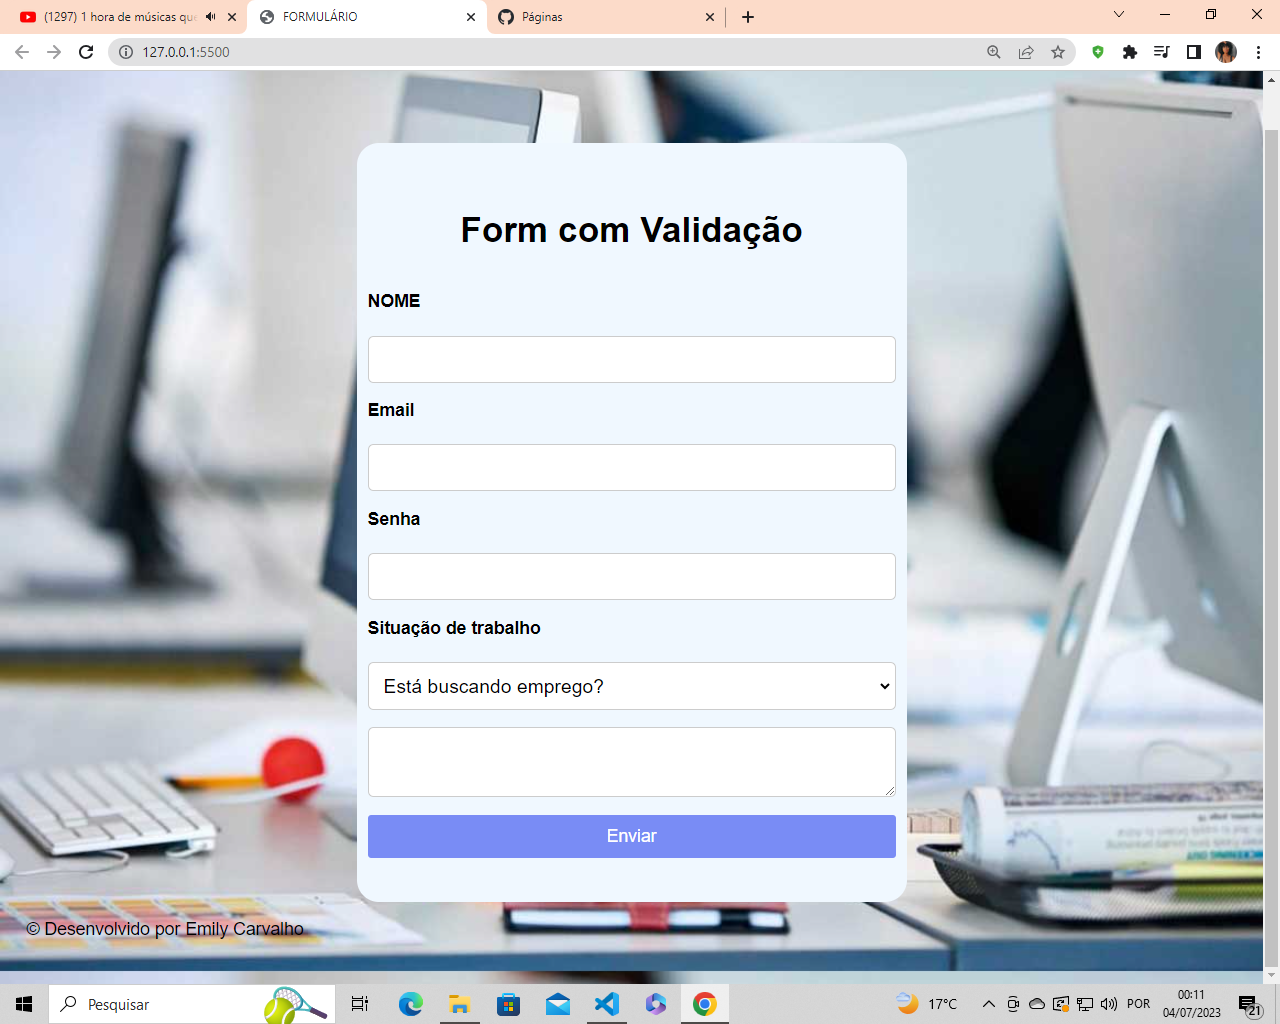 (1297) 1 hora de músicas que
FORMULÁRIO
Páginas
127.0.0.1:5500
Form com Validação
NOME
Email
Senha
Situação de trabalho
Está buscando emprego?
Enviar
© Desenvolvido por Emily Carvalho
Pesquisar
17°C
POR
00:11
04/07/2023
21